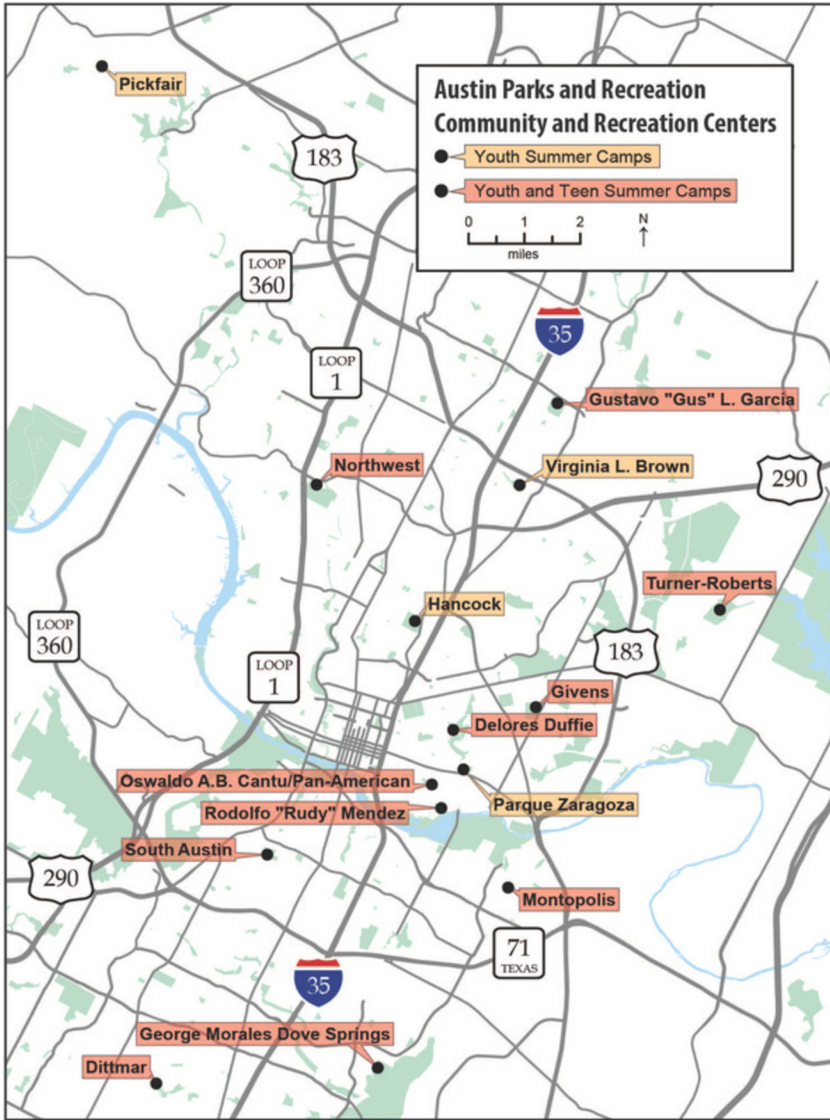 Pickfair
Austin Parks and Recreation
Community and Recreation Centers
Youth Summer Camps
Youth and Teen Summer Camps
0 1 2
miles
N
183
LOOP
360
35
LOOP
1
Gustavo "Gus" L. Garcia
Northwest
Virginia L. Brown
290
Turner-Roberts
Hancock
LOOP
360
183
LOOP
1
Givens
Delores Duffie
Oswaldo A.B. Cantu/Pan-American
Parque Zaragoza
Rodolfo "Rudy" Mendez
South Austin
290
Montopolis
71
TEXAS
35
George Morales Dove Springs
Dittmar